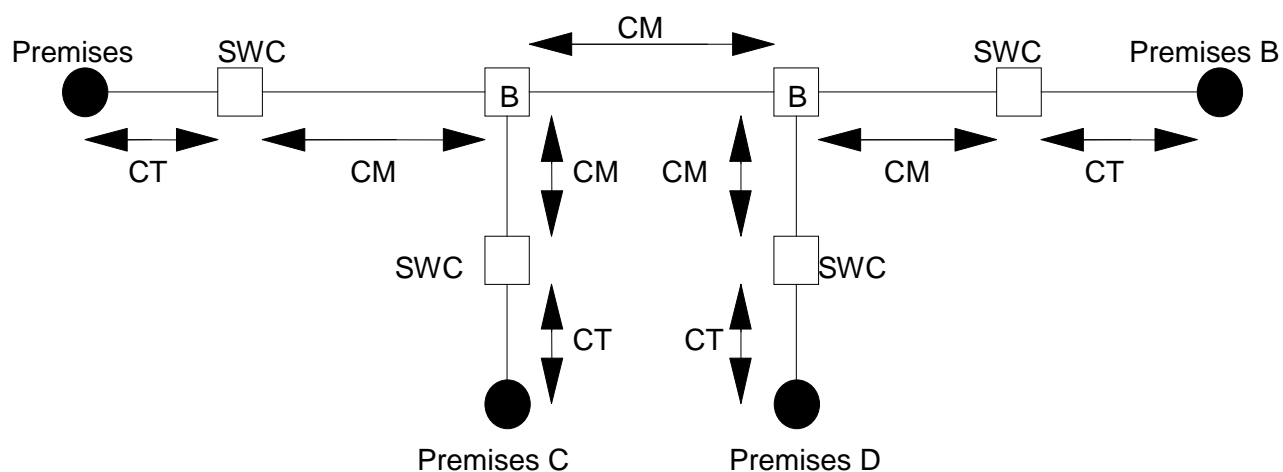 CM
Premises
SWC
SWC
Premises B
B
B
CT
CM
CM
CM
CM
CT
SWC
SWC
CT
CT
Premises C
Premises D